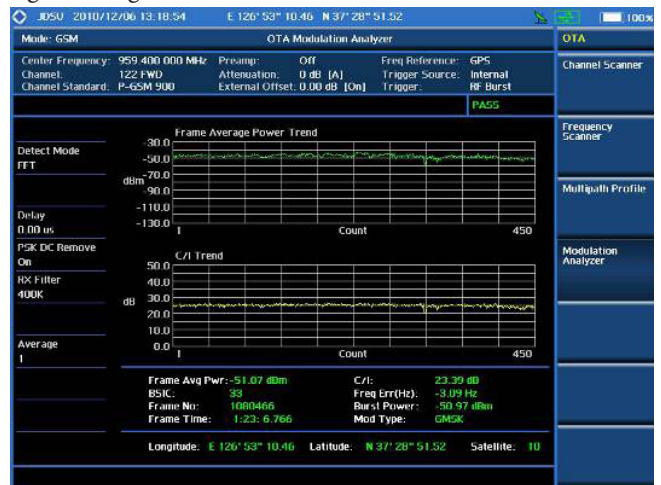 JDSU 2010/12/06 13:18:54 E 126° 53" 10.46 N 37° 28" 51.52 100%
Mode: GSM OTA Modulation Analyzer OTA
Center Frequency: 959.400 000 MHz Preamp: Off Freq Reference: GPS
Channel: 122 FWD Attenuation: 0 dB [A] Trigger Source: Internal
Channel Standard: P-GSM 900 External Offset: 0.00 dB [On] Trigger: RF Burst
PASS
Channel Scanner
Frequency Scanner
Multipath Profile
Modulation Analyzer
Detect Mode
FFT
Delay
0.00 us
PSK DC Remove
On
RX Filter
400K
Average
1
Frame Average Power Trend
-30.0
-50.0
dBm
-70.0
-90.0
-110.0
-130.0
1 Count 450
C/I Trend
50.0
40.0
dB
30.0
20.0
10.0
0.0
1 Count 450
Frame Avg Pwr: -51.07 dBm C/I: 23.39 dB
BSIC: 33 Freq Err(Hz): -3.09 Hz
Frame No: 1080466 Burst Power: -50.97 dBm
Frame Time: 1:23: 6.766 Mod Type: GMSK
Longitude: E 126° 53" 10.46 Latitude: N 37° 28" 51.52 Satellite: 10